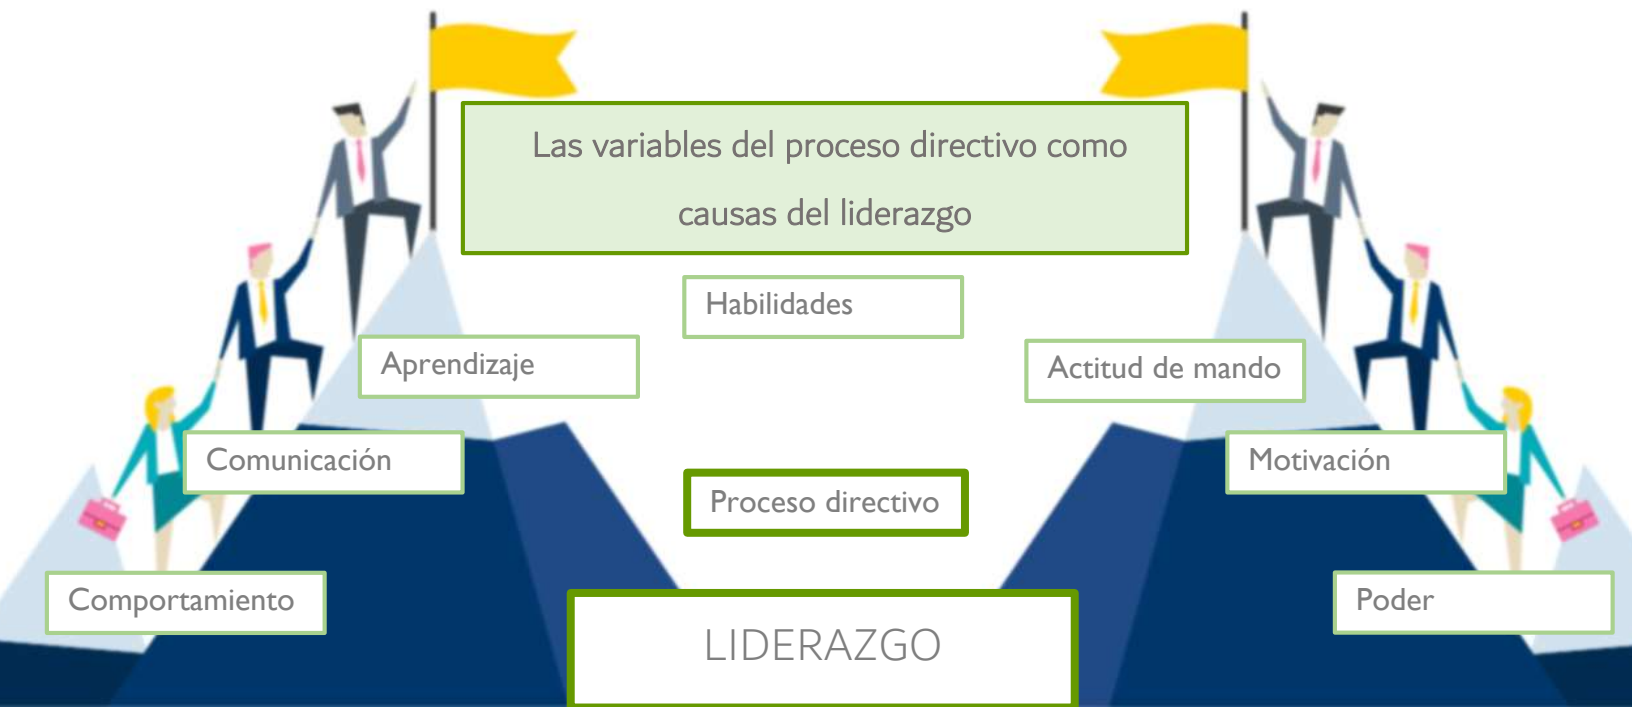 Las variables del proceso directivo como
causas del liderazgo
Habilidades
Aprendizaje
Actitud de mando
Comunicación
Motivación
Proceso directivo
Comportamiento
Poder
LIDERAZGO